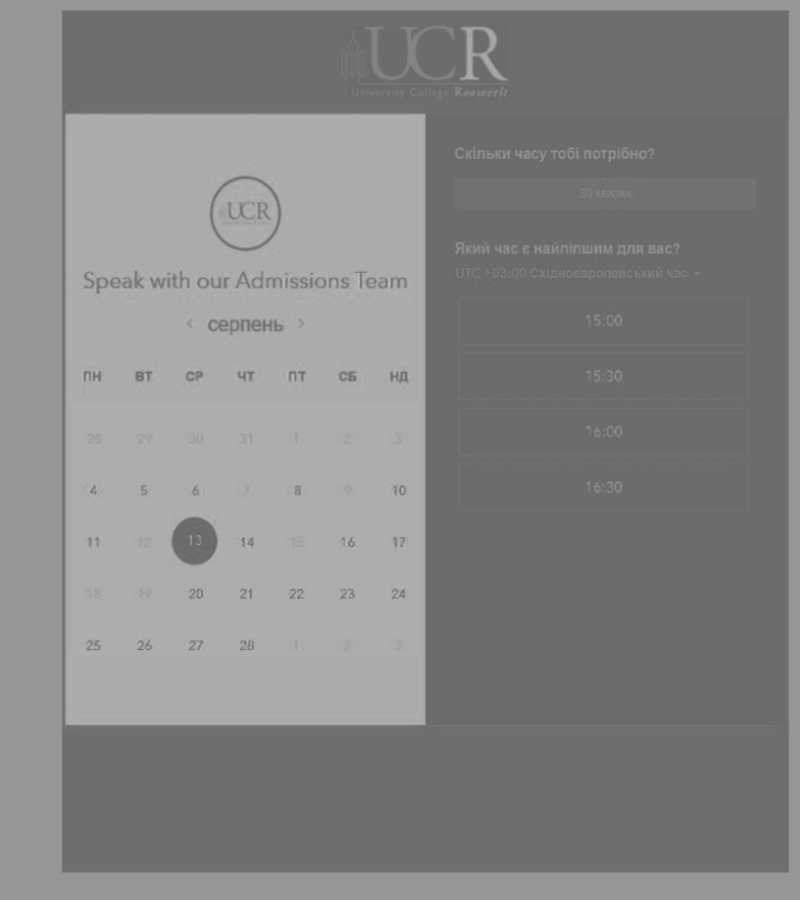 UCR
University College Roosevelt
UCR
Speak with our Admissions Team
< серпень >
ПН ВТ СР ЧТ ПТ СБ НД
28 29 30 31 1 2 3
4 5 6 7 8 9 10
11 12 13 14 15 16 17
18 19 20 21 22 23 24
25 26 27 28 1 2 3
Скільки часу тобі потрібно?
30 хвилин
Який час є найліпшим для вас?
UTC +03:00 Східноєвропейський час
15:00
15:30
16:00
16:30